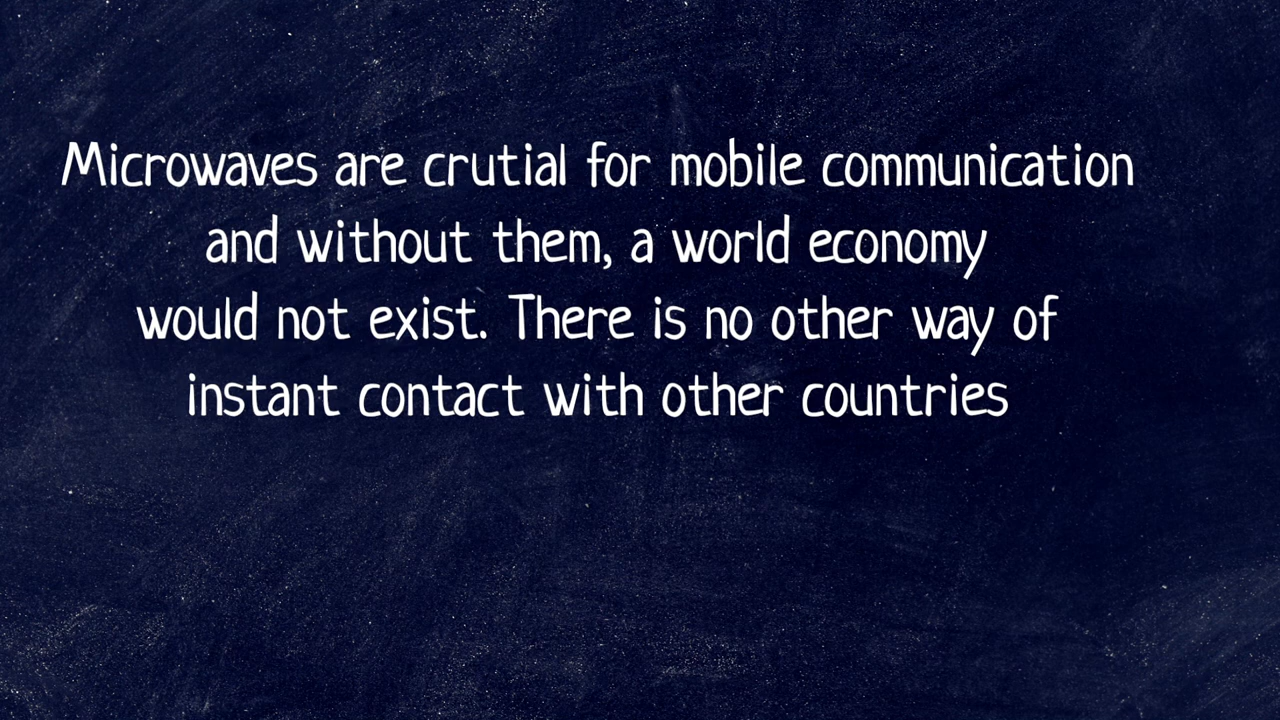 Microwaves are crutial for mobile communication
and without them, a world economy
would not exist. There is no other way of
instant contact with other countries